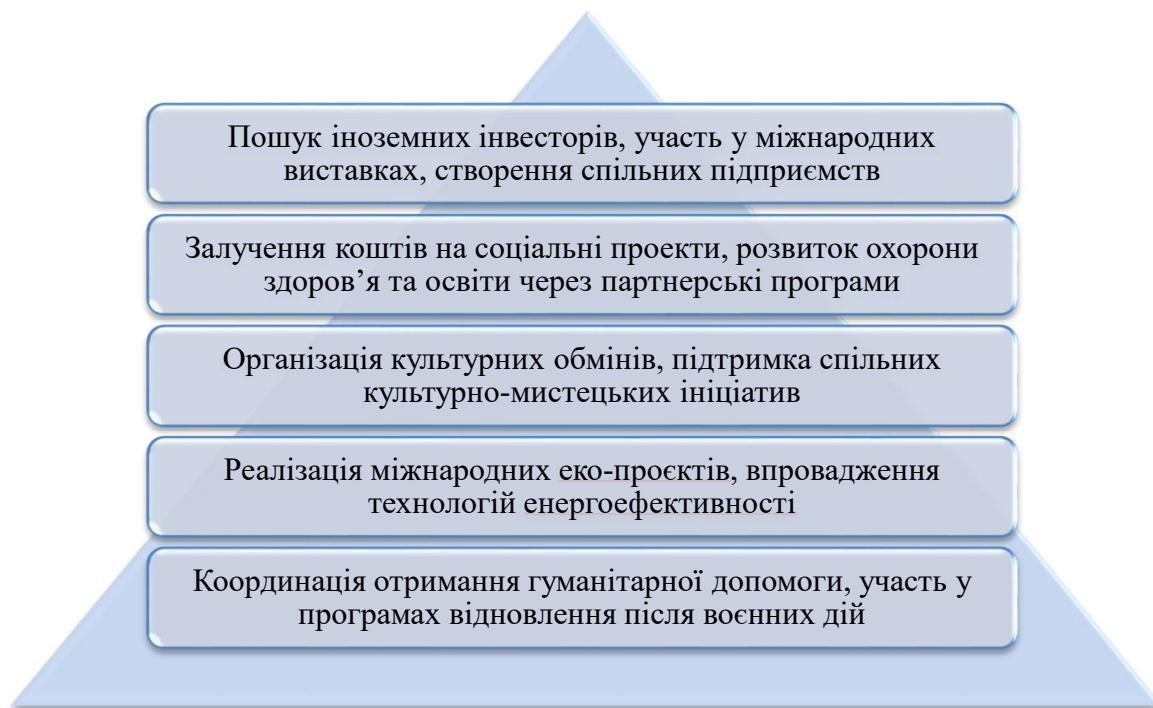 Пошук іноземних інвесторів, участь у міжнародних
виставках, створення спільних підприємств
Залучення коштів на соціальні проекти, розвиток охорони
здоров’я та освіти через партнерські програми
Організація культурних обмінів, підтримка спільних
культурно-мистецьких ініціатив
Реалізація міжнародних еко-проєктів, впровадження
технологій енергоефективності
Координація отримання гуманітарної допомоги, участь у
програмах відновлення після воєнних дій